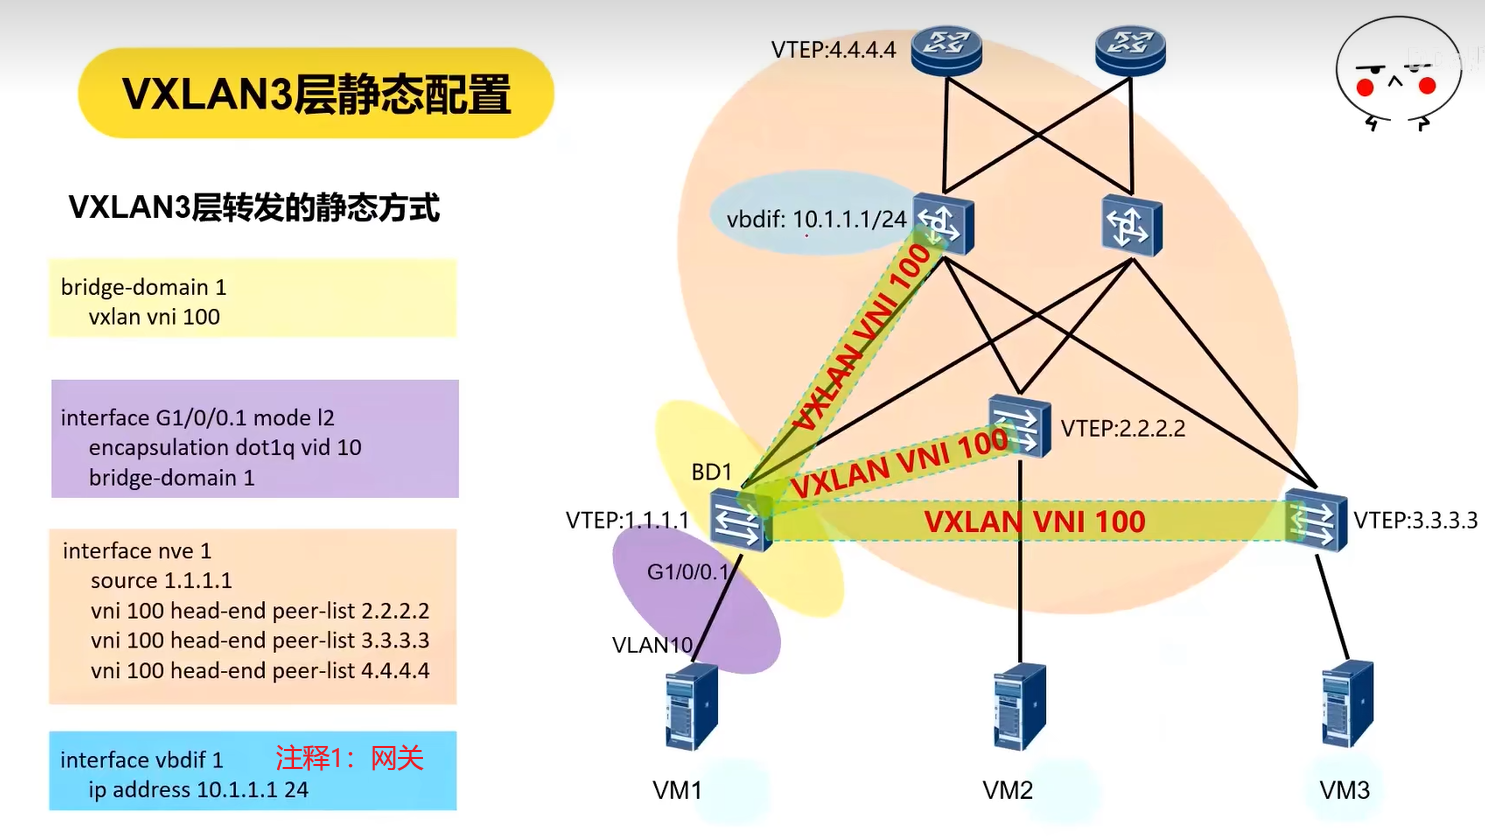 VXLAN3层静态配置
VXLAN3层转发的静态方式
bridge-domain 1
vxlan vni 100
interface G1/0/0.1 mode l2
encapsulation dot1q vid 10
bridge-domain 1
interface nve 1
source 1.1.1.1
vni 100 head-end peer-list 2.2.2.2
vni 100 head-end peer-list 3.3.3.3
vni 100 head-end peer-list 4.4.4.4
interface vbdif 1
注释1：网关
ip address 10.1.1.1 24
VTEP:4.4.4.4
vbdif: 10.1.1.1/24
VXLAN VNI 100
VTEP:2.2.2.2
VXLAN VNI 100
BD1
VTEP:1.1.1.1
VXLAN VNI 100
VTEP:3.3.3.3
G1/0/0.1
VLAN10
VM1
VM2
VM3